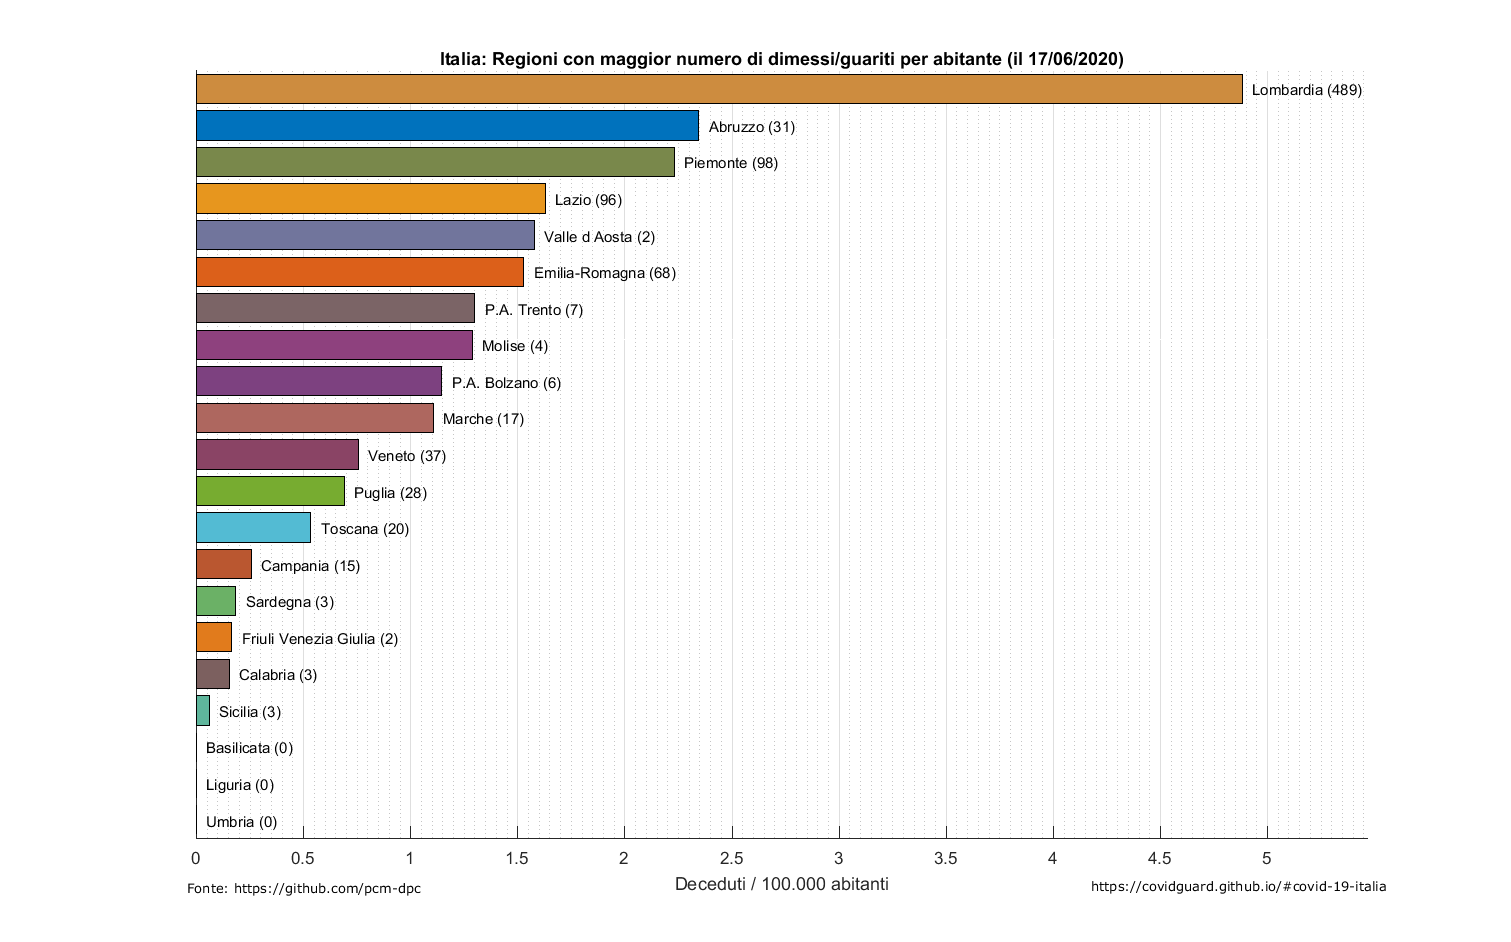 Italia: Regioni con maggior numero di dimessi/guariti per abitante (il 17/06/2020)
Lombardia (489)
Abruzzo (31)
Piemonte (98)
Lazio (96)
Valle d Aosta (2)
Emilia-Romagna (68)
P.A. Trento (7)
Molise (4)
P.A. Bolzano (6)
Marche (17)
Veneto (37)
Puglia (28)
Toscana (20)
Campania (15)
Sardegna (3)
Friuli Venezia Giulia (2)
Calabria (3)
Sicilia (3)
Basilicata (0)
Liguria (0)
Umbria (0)
0 0.5 1 1.5 2 2.5 3 3.5 4 4.5 5
Deceduti / 100.000 abitanti
Fonte: https://github.com/pcm-dpc
https://covidguard.github.io/#covid-19-italia